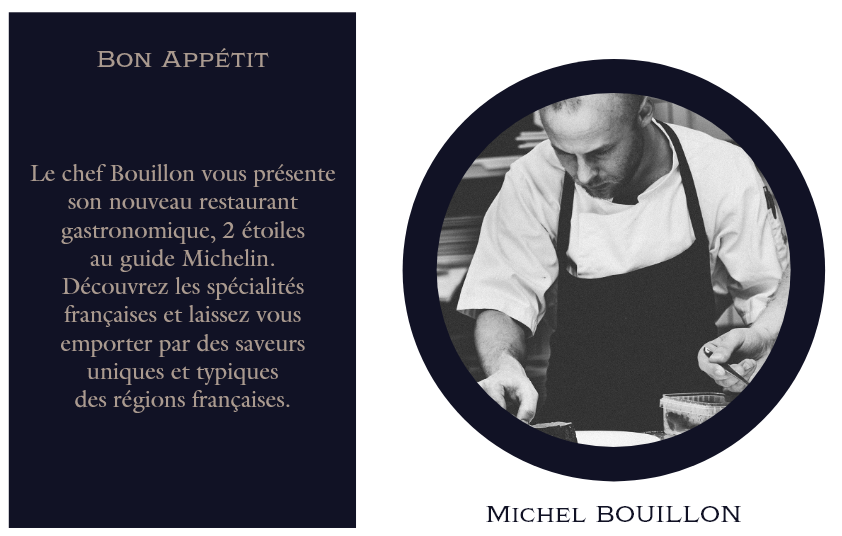 Bon Appétit
Le chef Bouillon vous présente
son nouveau restaurant
gastronomique, 2 étoiles
au guide Michelin.
Découvrez les spécialités
françaises et laissez vous
emporter par des saveurs
uniques et typiques
des régions françaises.
Michel BOUILLON